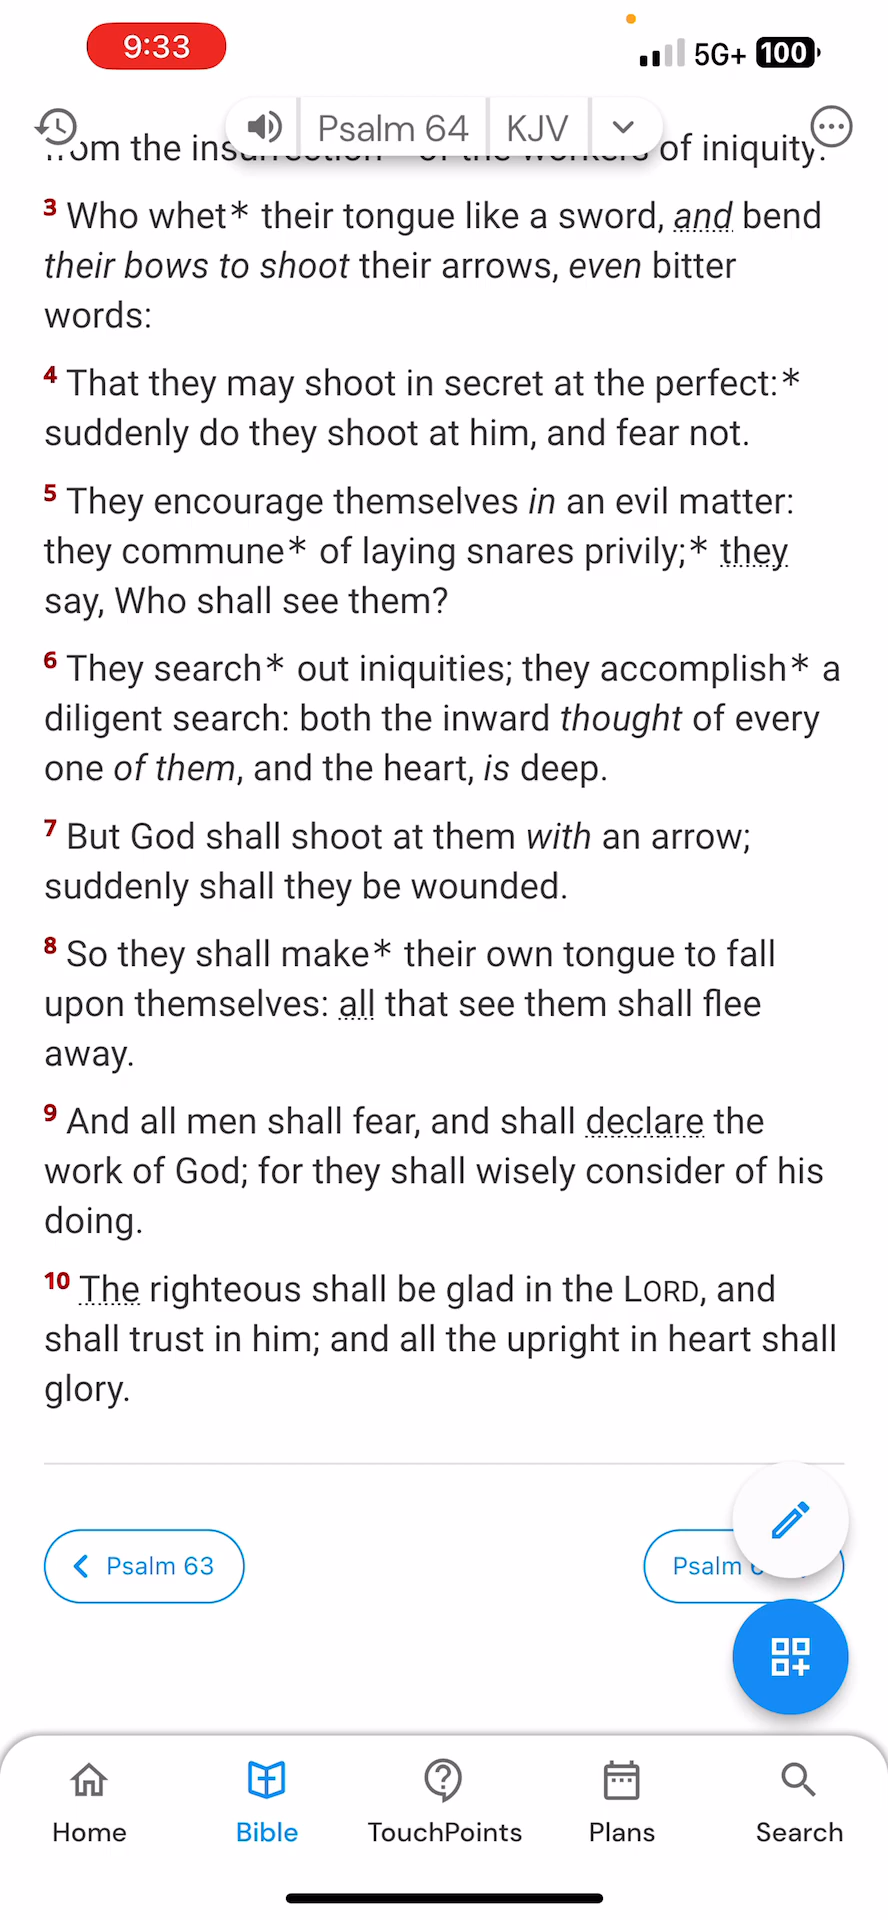 9:33
5G+ 100
Psalm 64 KJV
the of iniquity:
3 Who whet* their tongue like a sword, and bend
their bows to shoot their arrows, even bitter
words:
4 That they may shoot in secret at the perfect:*
suddenly do they shoot at him, and fear not.
5 They encourage themselves in an evil matter:
they commune* of laying snares privily;* they
say, Who shall see them?
6 They search* out iniquities; they accomplish* a
diligent search: both the inward thought of every
one of them, and the heart, is deep.
7 But God shall shoot at them with an arrow;
suddenly shall they be wounded.
8 So they shall make* their own tongue to fall
upon themselves: all that see them shall flee
away.
9 And all men shall fear, and shall declare the
work of God; for they shall wisely consider of his
doing.
10 The righteous shall be glad in the LORD, and
shall trust in him; and all the upright in heart shall
glory.
Psalm 63
Psalm
Home
Bible
TouchPoints
Plans
Search